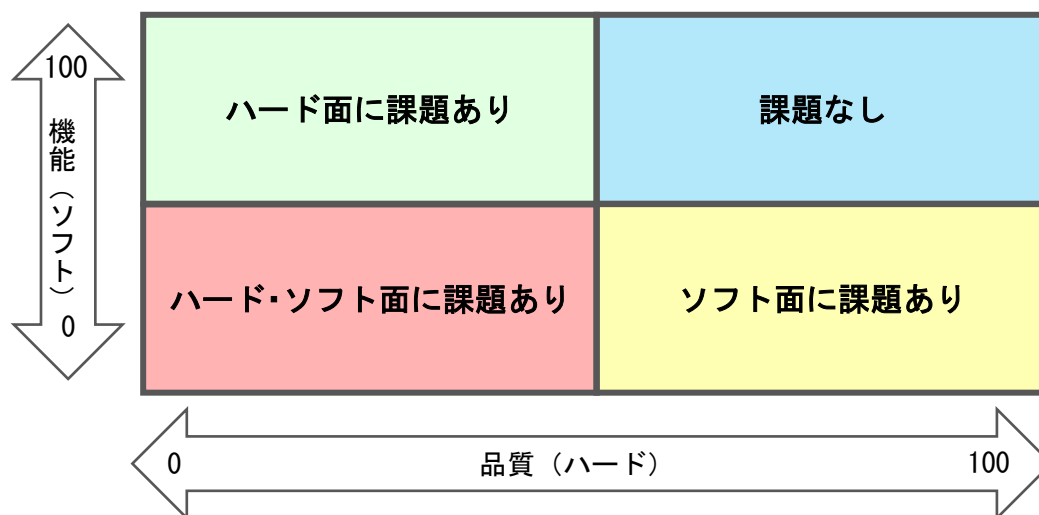 100
機能（ソフト）
0
ハード面に課題あり
課題なし
ハード・ソフト面に課題あり
ソフト面に課題あり
0
品質（ハード）
100